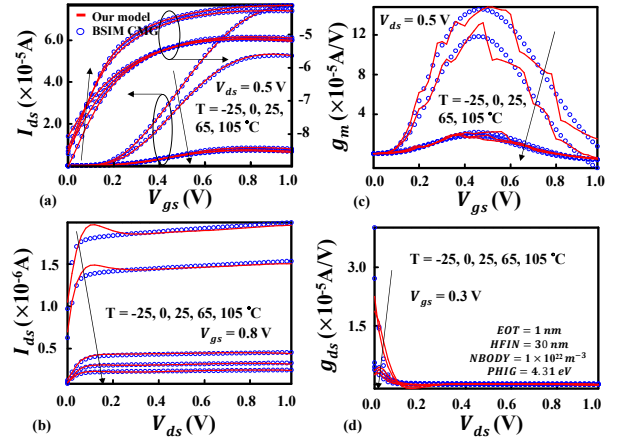 Our model
BSIM CMG
I_ds (×10^-5A)
6.0
4.0
2.0
0.0
-5
-6
-7
-8
V_ds = 0.5 V
T = -25, 0, 25,
65, 105 °C
0.0 0.2 0.4 0.6 0.8 1.0
(a)
V_gs (V)
V_ds = 0.5 V
g_m (×10^-5A/V)
12
8
4
0
T = -25, 0, 25,
65, 105 °C
0.0 0.2 0.4 0.6 0.8 1.0
(c)
V_gs (V)
I_ds (×10^-6A)
1.5
1.0
0.5
T = -25, 0, 25, 65, 105 °C
V_gs = 0.8 V
0.0 0.2 0.4 0.6 0.8 1.0
(b)
V_ds (V)
g_ds (×10^-5A/V)
3.0
1.5
0.0
T = -25, 0, 25, 65, 105 °C
V_gs = 0.3 V
EOT = 1 nm
HFIN = 30 nm
NBODY = 1 × 10^22 m^-3
PHIG = 4.31 eV
0.0 0.2 0.4 0.6 0.8 1.0
(d)
V_ds (V)